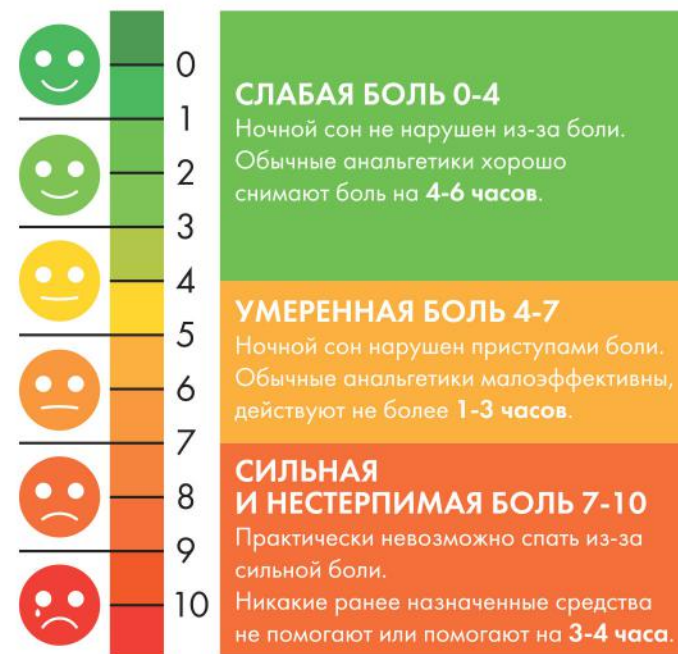 0
1
2
3
4
5
6
7
8
9
10
СЛАБАЯ БОЛЬ 0-4
Ночной сон не нарушен из-за боли.
Обычные анальгетики хорошо
снимают боль на 4-6 часов.
УМЕРЕННАЯ БОЛЬ 4-7
Ночной сон нарушен приступами боли.
Обычные анальгетики малоэффективны,
действуют не более 1-3 часов.
СИЛЬНАЯ
И НЕСТЕРПИМАЯ БОЛЬ 7-10
Практически невозможно спать из-за
сильной боли.
Никакие ранее назначенные средства
не помогают или помогают на 3-4 часа.